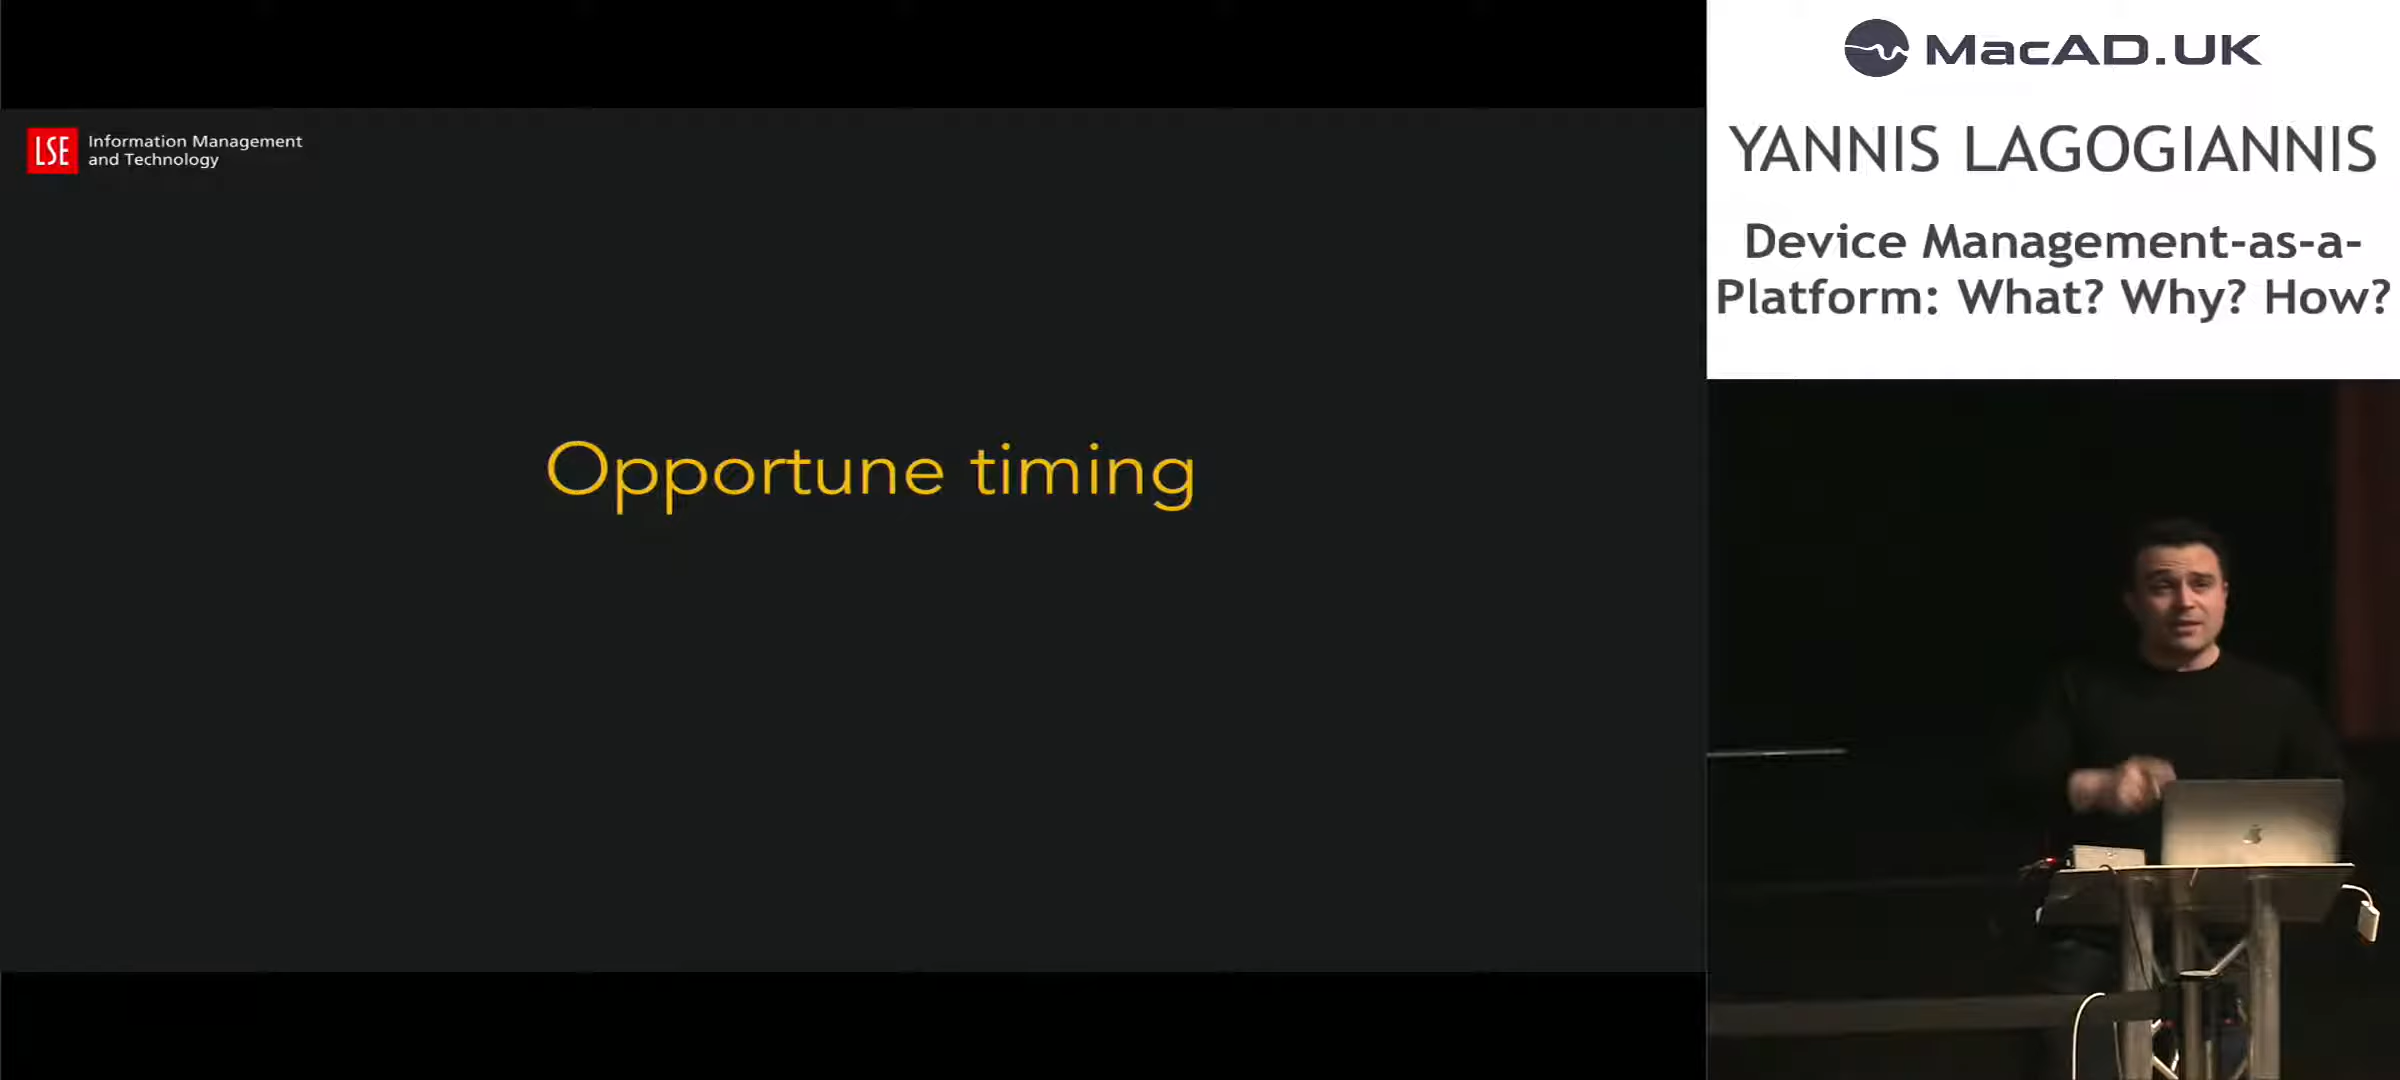 LSE
Information Management
and Technology
Opportune timing
MacAD.UK
YANNIS LAGOGIANNIS
Device Management-as-a-
Platform: What? Why? How?